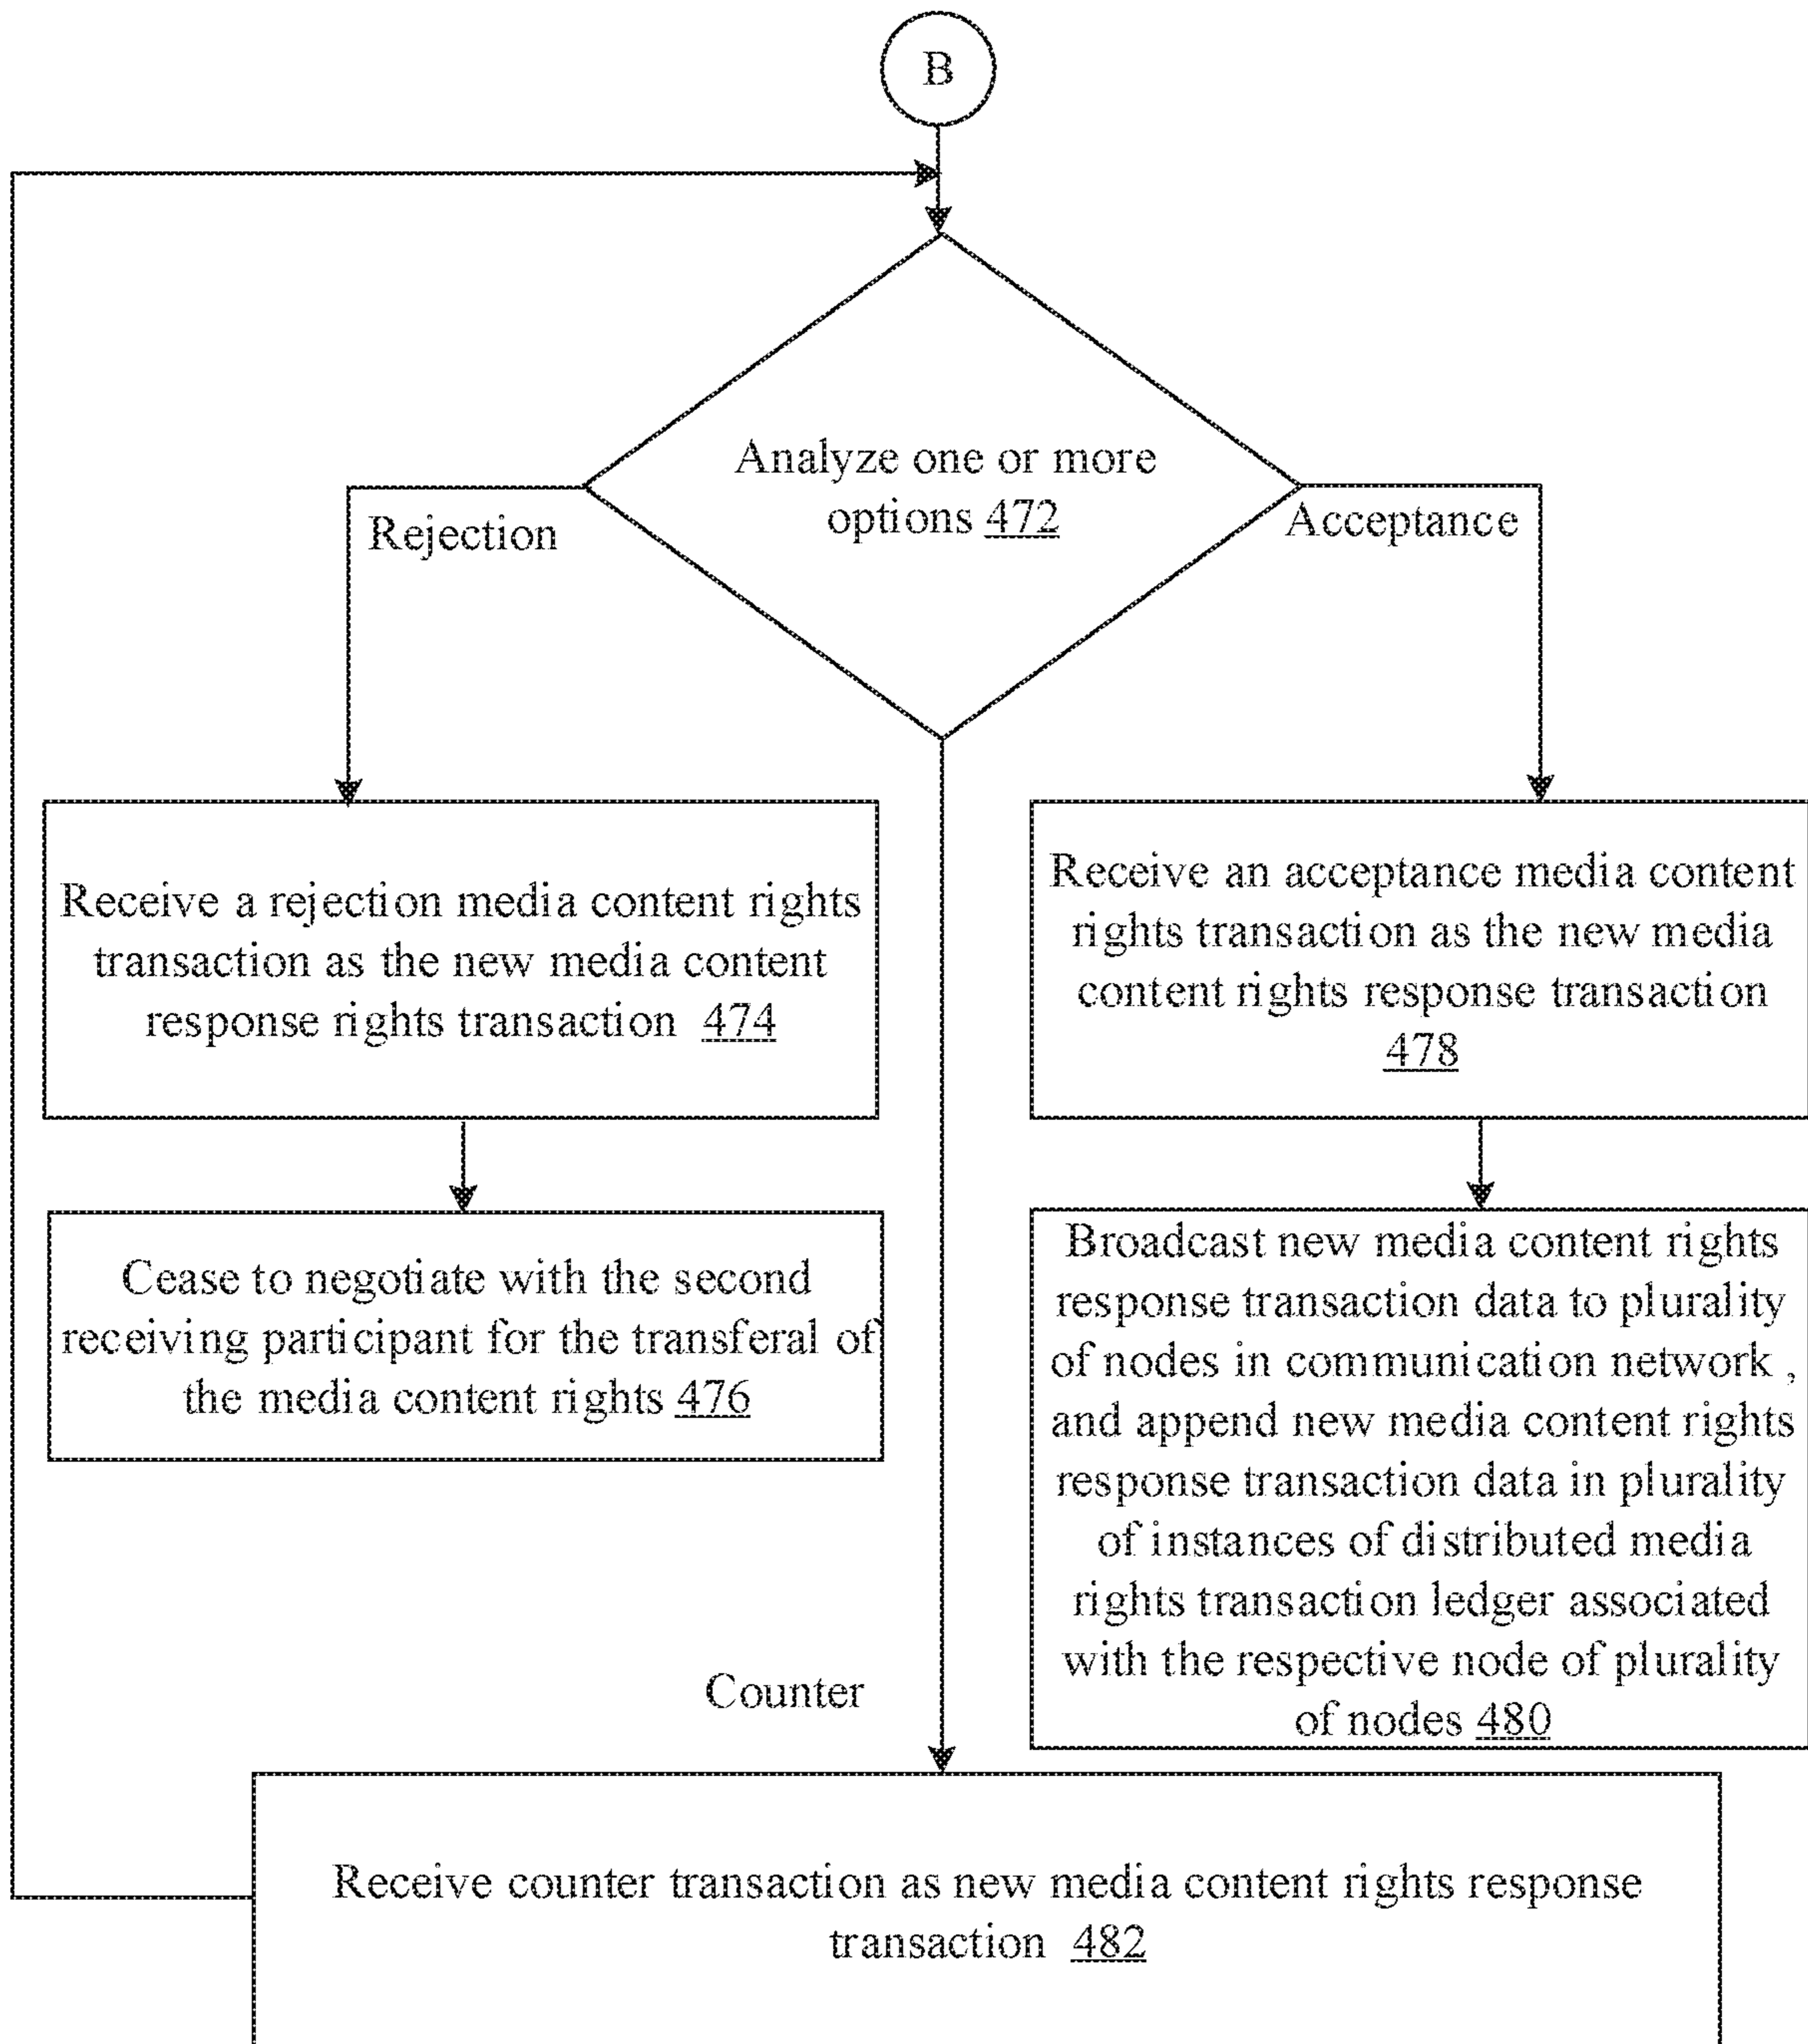 B
Analyze one or more
options 472
Rejection
Acceptance
Receive a rejection media content rights
transaction as the new media content
response rights transaction 474
Receive an acceptance media content
rights transaction as the new media
content rights response transaction
478
Cease to negotiate with the second
receiving participant for the transferal of
the media content rights 476
Broadcast new media content rights
response transaction data to plurality
of nodes in communication network ,
and append new media content rights
response transaction data in plurality
of instances of distributed media
rights transaction ledger associated
with the respective node of plurality
of nodes 480
Counter
Receive counter transaction as new media content rights response
transaction 482